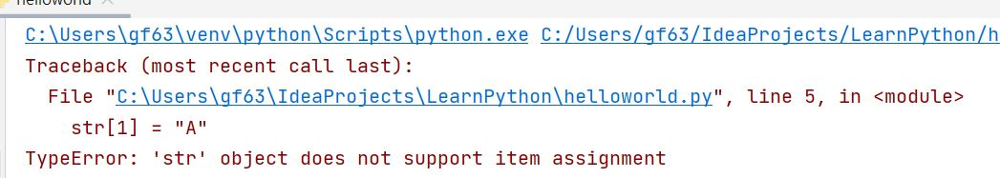 helloworld
C:\Users\gf63\venv\python\Scripts\python.exe C:/Users/gf63/IdeaProjects/LearnPython/h
Traceback (most recent call last):
File "C:\Users\gf63\IdeaProjects\LearnPython\helloworld.py", line 5, in <module>
str[1] = "A"
TypeError: 'str' object does not support item assignment